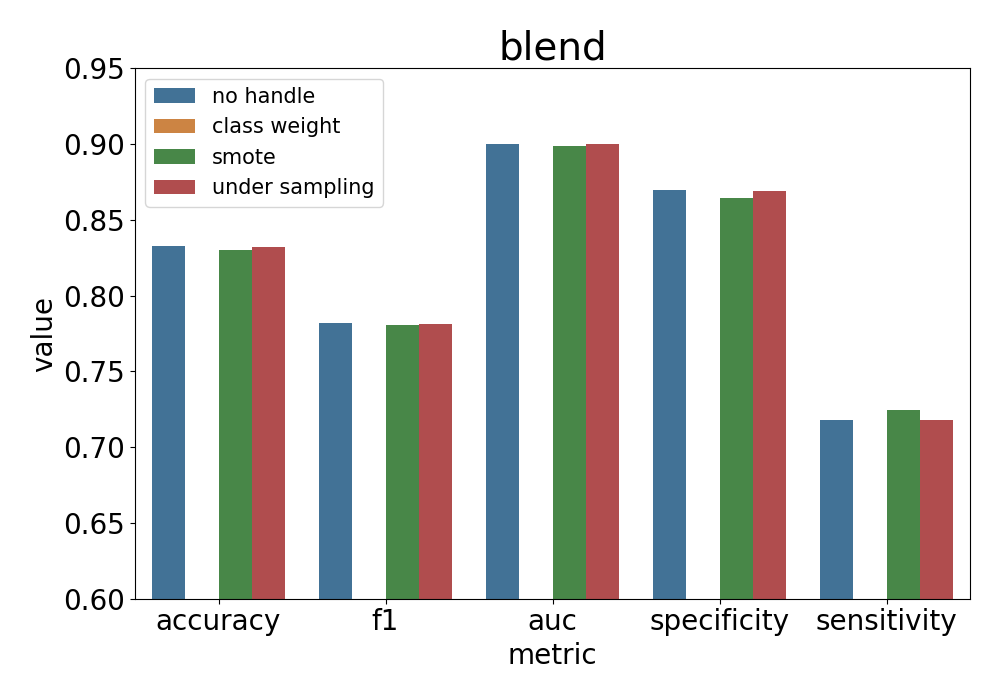 blend
0.95
0.90
0.85
0.80
0.75
0.70
0.65
0.60
value
no handle
class weight
smote
under sampling
accuracy f1 auc specificity sensitivity
metric